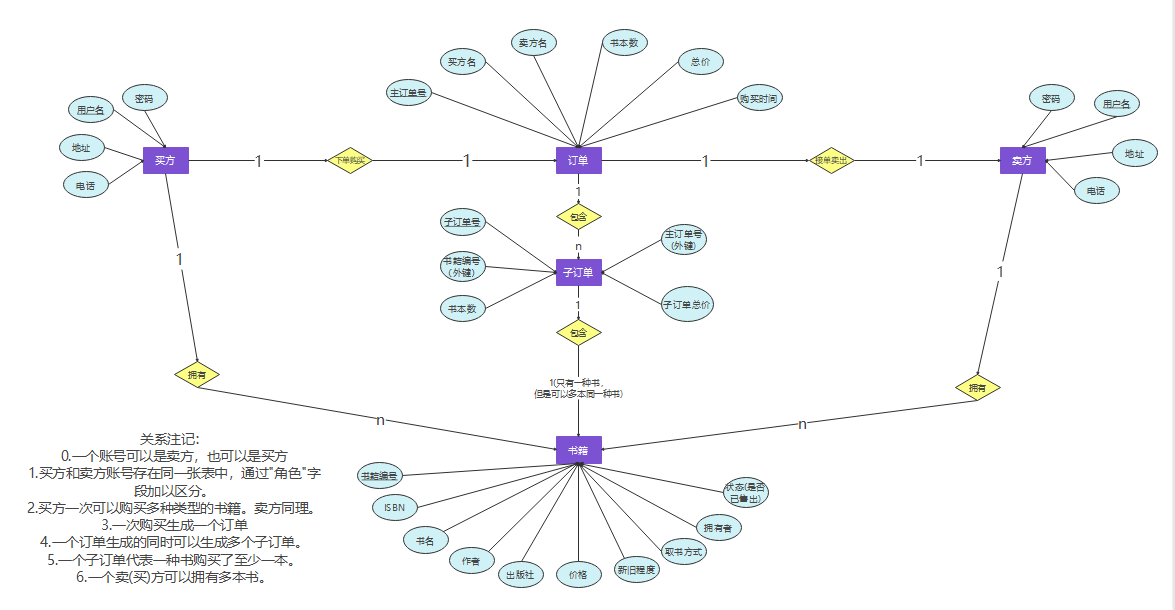 卖方名
书本数
买方名
总价
主订单号
购买时间
密码
用户名
地址
电话
买方
1
下单购买
1
订单
1
接单卖出
1
卖方
密码
用户名
地址
电话
1
包含
n
子订单号
主订单号
(外键)
书籍编号
(外键)
子订单
书本数
子订单总价
1
包含
1
1
拥有
拥有
1(只有一种书,
但是可以多本同一种书)
n
n
书籍
书籍编号
ISBN
书名
作者
出版社
价格
新旧程度
取书方式
拥有者
状态(是否
已售出)
关系注记:
0.一个账号可以是卖方，也可以是买方
1.买方和卖方账号存在同一张表中，通过"角色"字
段加以区分。
2.买方一次可以购买多种类型的书籍。卖方同理。
3.一次购买生成一个订单
4.一个订单生成的同时可以生成多个子订单。
5.一个子订单代表一种书购买了至少一本。
6.一个卖(买)方可以拥有多本书。